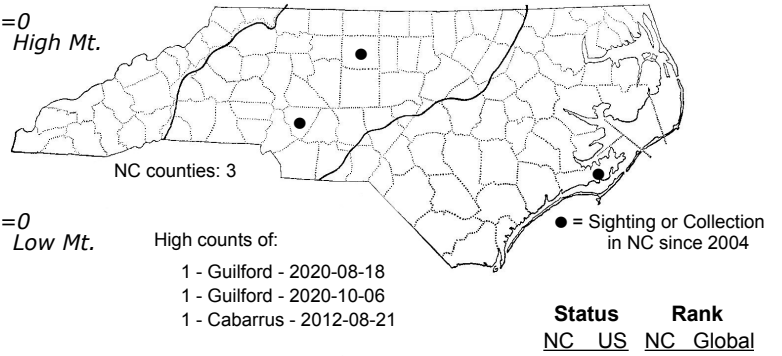 =0
High Mt.
NC counties: 3
=0
Low Mt.
High counts of:
1 - Guilford - 2020-08-18
1 - Guilford - 2020-10-06
1 - Cabarrus - 2012-08-21
● = Sighting or Collection
in NC since 2004
Status Rank
NC US NC Global